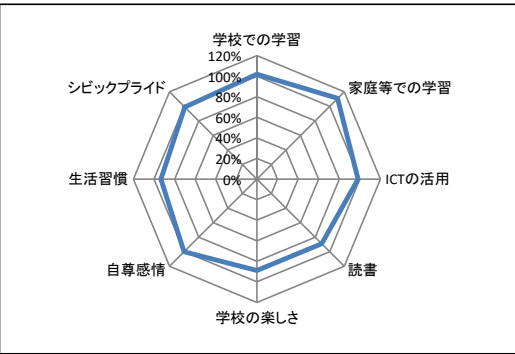 学校での学習
120%
100%
80%
60%
40%
20%
0%
家庭等での学習
ICTの活用
読書
学校の楽しさ
自尊感情
生活習慣
シビックプライド